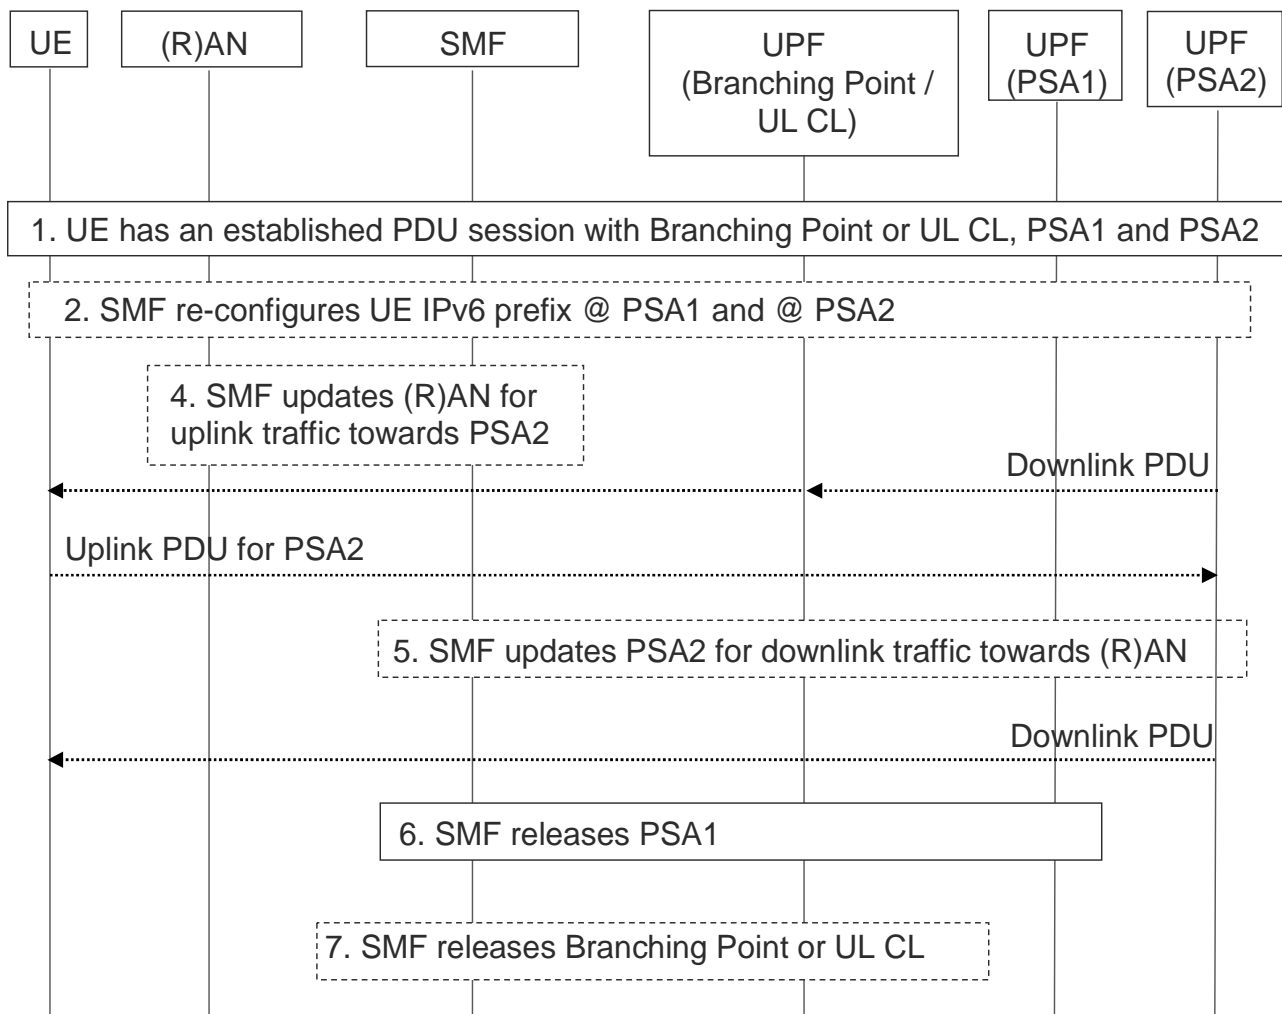 UE
(R)AN
SMF
UPF
(Branching Point /
UL CL)
UPF
(PSA1)
UPF
(PSA2)
1. UE has an established PDU session with Branching Point or UL CL, PSA1 and PSA2
2. SMF re-configures UE IPv6 prefix @ PSA1 and @ PSA2
4. SMF updates (R)AN for
uplink traffic towards PSA2
Downlink PDU
Uplink PDU for PSA2
5. SMF updates PSA2 for downlink traffic towards (R)AN
Downlink PDU
6. SMF releases PSA1
7. SMF releases Branching Point or UL CL